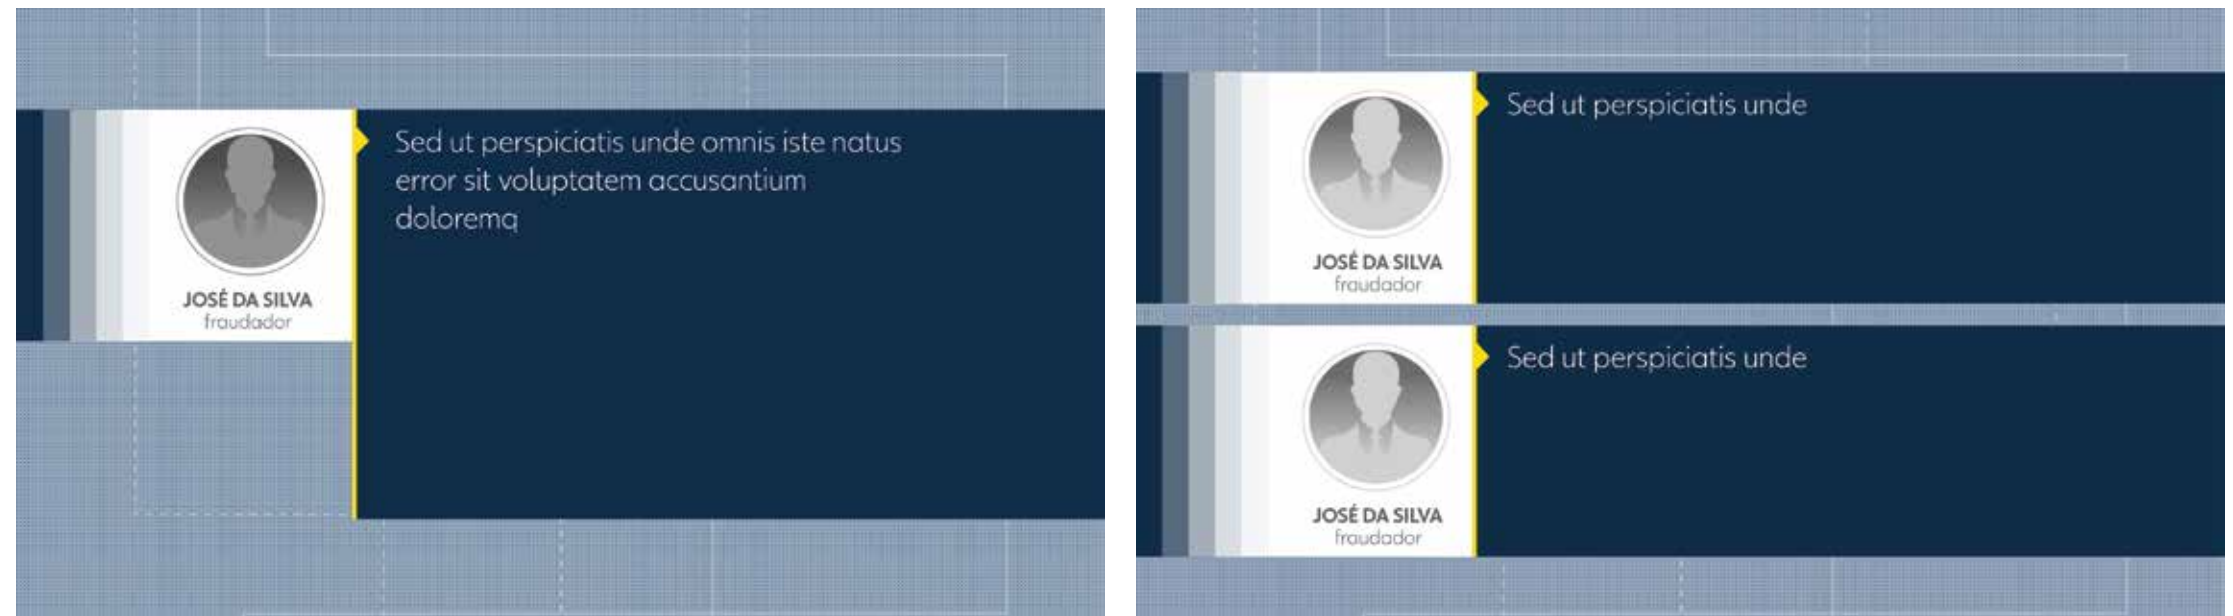 Sed ut perspiciatis unde omnis iste natus
error sit voluptatem accusantium
doloremq
JOSÉ DA SILVA
fraudador
Sed ut perspiciatis unde
JOSÉ DA SILVA
fraudador
Sed ut perspiciatis unde
JOSÉ DA SILVA
fraudador